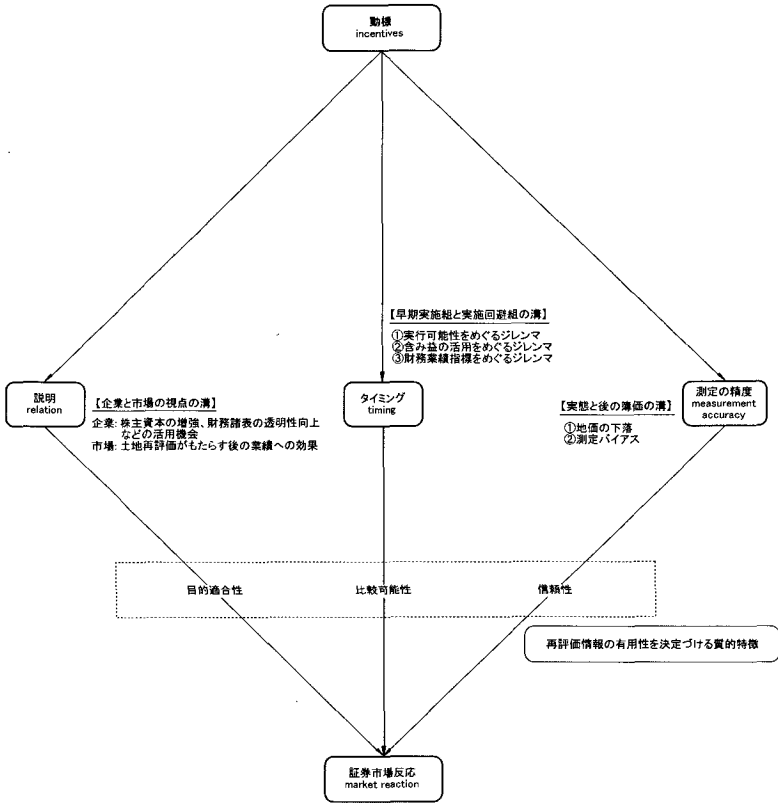 動機
incentives
【早期実施組と実施回避組の溝】
①実行可能性をめぐるジレンマ
②含み益の活用をめぐるジレンマ
③財務業績指標をめぐるジレンマ
説明
relation
【企業と市場の視点の溝】
企業: 株主資本の増強、財務諸表の透明性向上
などの活用機会
市場: 土地再評価がもたらす後の業績への効果
タイミング
timing
【実態と後の簿価の溝】
①地価の下落
②測定バイアス
測定の精度
measurement
accuracy
目的適合性
比較可能性
信頼性
再評価情報の有用性を決定づける質的特徴
証券市場反応
market reaction